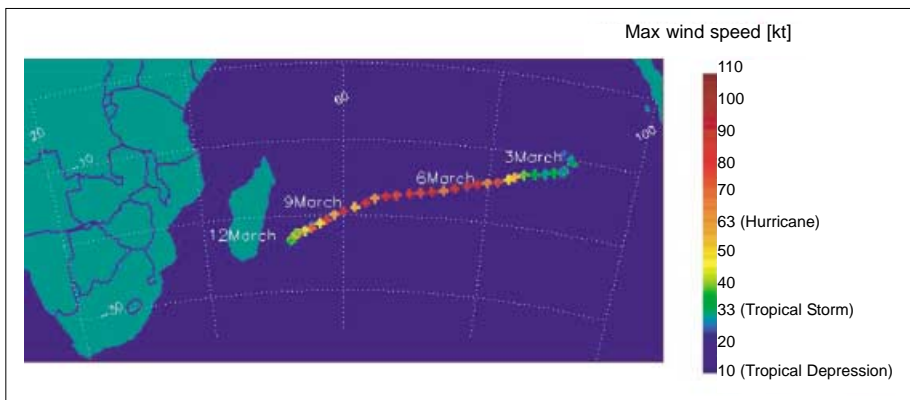 Max wind speed [kt]
110
100
90
80
70
63 (Hurricane)
50
40
33 (Tropical Storm)
20
10 (Tropical Depression)
20
60
100
-10
-30
3March
6March
9March
12March